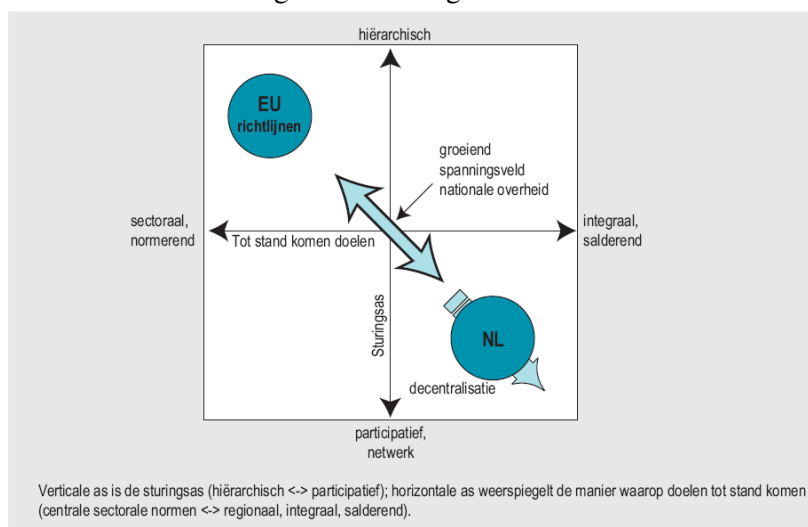 hiërarchisch
EU
richtlijnen
groeiend
spanningsveld
nationale overheid
sectoraal,
normerend
Tot stand komen doelen
integraal,
salderend
Sturingsas
NL
decentralisatie
participatief,
netwerk
Verticale as is de sturingsas (hiërarchisch <-> participatief); horizontale as weerspiegelt de manier waarop doelen tot stand komen
(centrale sectorale normen <-> regionaal, integraal, salderend).